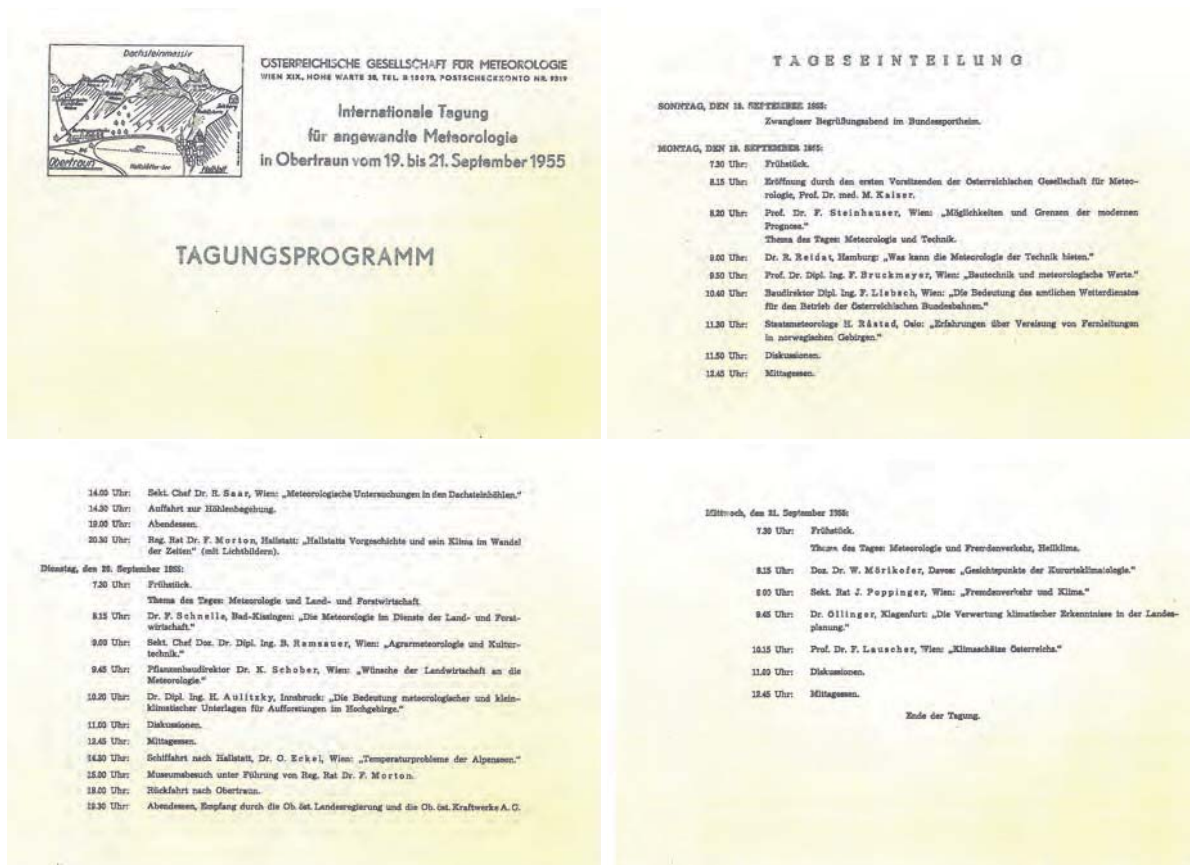 Dachsteinmassiv
Obertraun
Hallstätter-See
Hallstatt
ÖSTERREICHISCHE GESELLSCHAFT FÜR METEOROLOGIE
WIEN XIX, HOHE WARTE 38, TEL. B 15070, POSTSCHECKKONTO NR. 9319
Internationale Tagung
für angewandte Meteorologie
in Obertraun vom 19. bis 21. September 1955
TAGUNGSPROGRAMM
TAGESEINTEILUNG
SONNTAG, DEN 18. SEPTEMBER 1955:
Zwangloser Begrüßungsabend im Bundessportheim.
MONTAG, DEN 19. SEPTEMBER 1955:
7.30 Uhr: Frühstück.
8.15 Uhr: Eröffnung durch den ersten Vorsitzenden der Österreichischen Gesellschaft für Meteo-
rologie, Prof. Dr. med. M. Kaiser.
8.20 Uhr: Prof. Dr. F. Steinhauser, Wien: „Möglichkeiten und Grenzen der modernen
Prognose."
Thema des Tages: Meteorologie und Technik.
9.00 Uhr: Dr. R. Reidat, Hamburg: „Was kann die Meteorologie der Technik bieten."
9.50 Uhr: Prof. Dr. Dipl. Ing. F. Bruckmayer, Wien: „Bautechnik und meteorologische Werte."
10.40 Uhr: Baudirektor Dipl. Ing. F. Liebsch, Wien: „Die Bedeutung des amtlichen Wetterdienstes
für den Betrieb der Österreichischen Bundesbahnen."
11.30 Uhr: Staatsmeteorologe H. Råstad, Oslo: „Erfahrungen über Vereisung von Fernleitungen
in norwegischen Gebirgen."
11.50 Uhr: Diskussionen.
12.45 Uhr: Mittagessen.
14.00 Uhr: Sekt. Chef Dr. R. Saar, Wien: „Meteorologische Untersuchungen in den Dachsteinhöhlen."
14.30 Uhr: Auffahrt zur Höhlenbegehung.
19.00 Uhr: Abendessen.
20.30 Uhr: Reg. Rat Dr. F. Morton, Hallstatt: „Hallstatts Vorgeschichte und sein Klima im Wandel
der Zeiten" (mit Lichtbildern).
Dienstag, den 20. September 1955:
7.30 Uhr: Frühstück.
Thema des Tages: Meteorologie und Land- und Forstwirtschaft.
8.15 Uhr: Dr. F. Schnelle, Bad-Kissingen: „Die Meteorologie im Dienste der Land- und Forst-
wirtschaft."
9.00 Uhr: Sekt. Chef Doz. Dr. Dipl. Ing. B. Ramsauer, Wien: „Agrarmeteorologie und Kultur-
technik."
9.45 Uhr: Pflanzenbaudirektor Dr. K. Schober, Wien: „Wünsche der Landwirtschaft an die
Meteorologie."
10.20 Uhr: Dr. Dipl. Ing. H. Aulitzky, Innsbruck: „Die Bedeutung meteorologischer und klein-
klimatischer Unterlagen für Aufforstungen im Hochgebirge."
11.00 Uhr: Diskussionen.
12.45 Uhr: Mittagessen.
14.30 Uhr: Schiffahrt nach Hallstatt, Dr. O. Eckel, Wien: „Temperaturprobleme der Alpenseen."
15.00 Uhr: Museumsbesuch unter Führung von Reg. Rat Dr. F. Morton.
18.00 Uhr: Rückfahrt nach Obertraun.
19.30 Uhr: Abendessen, Empfang durch die Ob. öst. Landesregierung und die Ob. öst. Kraftwerke A. G.
Mittwoch, den 21. September 1955:
7.30 Uhr: Frühstück.
Thema des Tages: Meteorologie und Fremdenverkehr, Heilklima.
8.15 Uhr: Doz. Dr. W. Mörikofer, Davos: „Gesichtspunkte der Kurorteklimatologie."
9.00 Uhr: Sekt. Rat J. Poppinger, Wien: „Fremdenverkehr und Klima."
9.45 Uhr: Dr. Öllinger, Klagenfurt: „Die Verwertung klimatischer Erkenntnisse in der Landes-
planung."
10.15 Uhr: Prof. Dr. F. Lauscher, Wien: „Klimaschätze Österreichs."
11.00 Uhr: Diskussionen.
12.45 Uhr: Mittagessen.
Ende der Tagung.